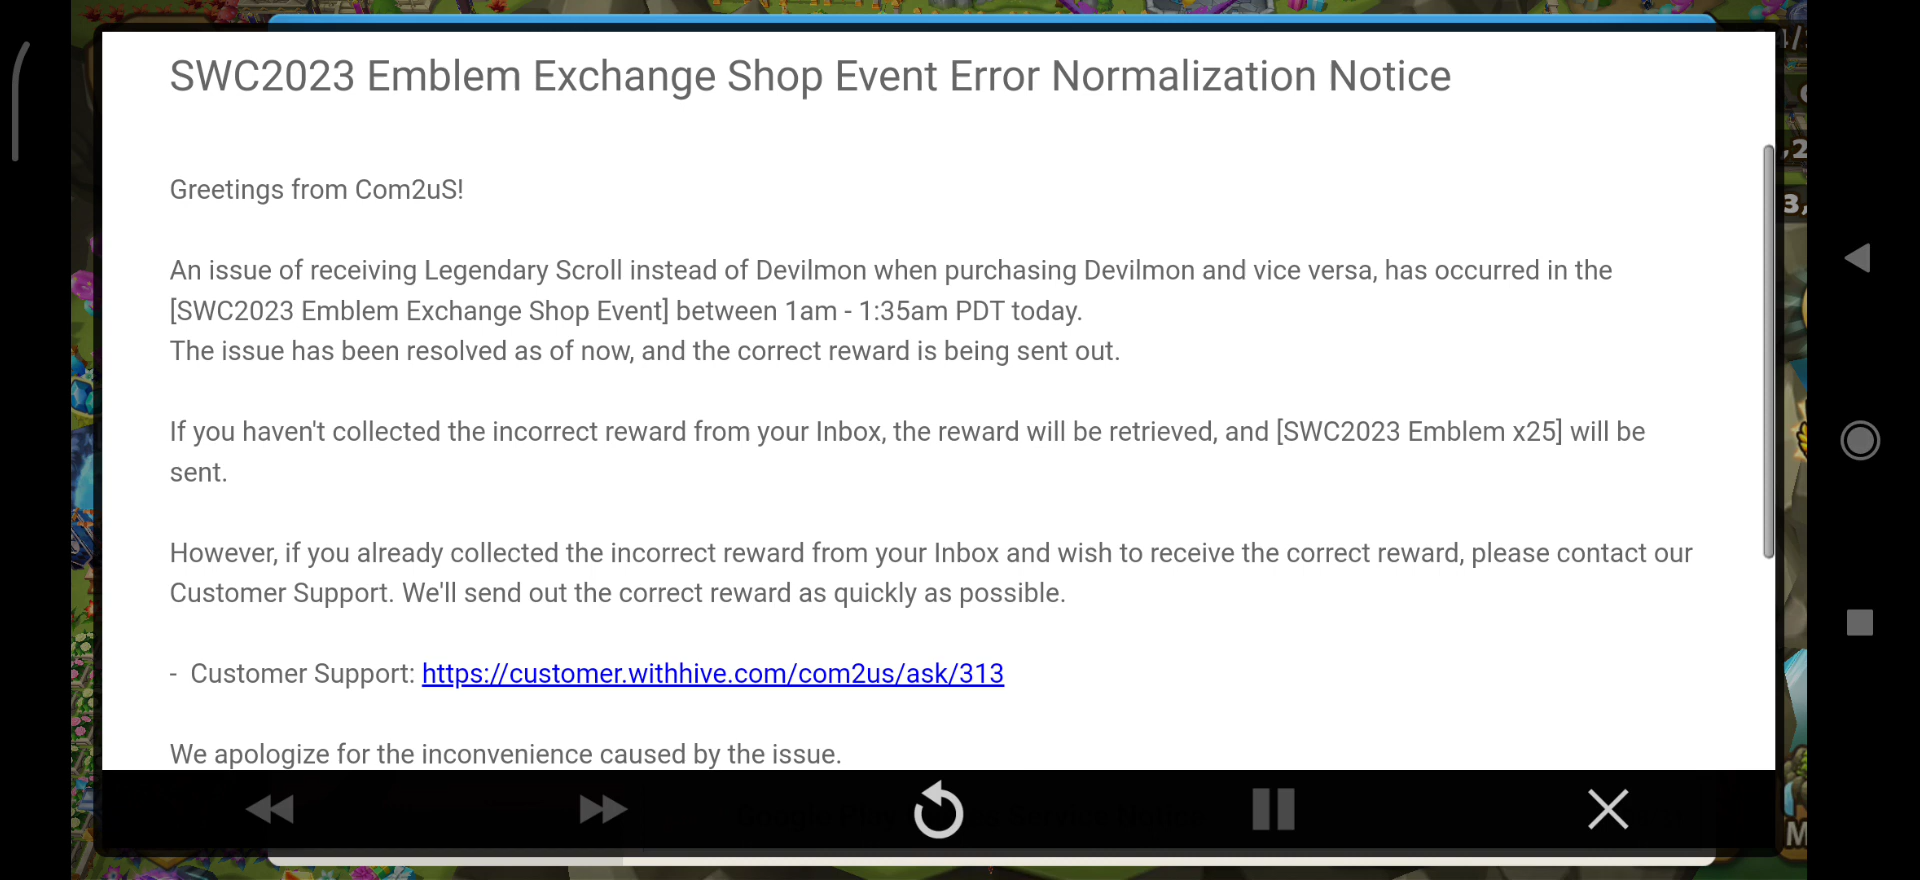 SWC2023 Emblem Exchange Shop Event Error Normalization Notice
Greetings from Com2uS!
An issue of receiving Legendary Scroll instead of Devilmon when purchasing Devilmon and vice versa, has occurred in the
[SWC2023 Emblem Exchange Shop Event] between 1am - 1:35am PDT today.
The issue has been resolved as of now, and the correct reward is being sent out.
If you haven't collected the incorrect reward from your Inbox, the reward will be retrieved, and [SWC2023 Emblem x25] will be
sent.
However, if you already collected the incorrect reward from your Inbox and wish to receive the correct reward, please contact our
Customer Support. We'll send out the correct reward as quickly as possible.
- Customer Support: https://customer.withhive.com/com2us/ask/313
We apologize for the inconvenience caused by the issue.